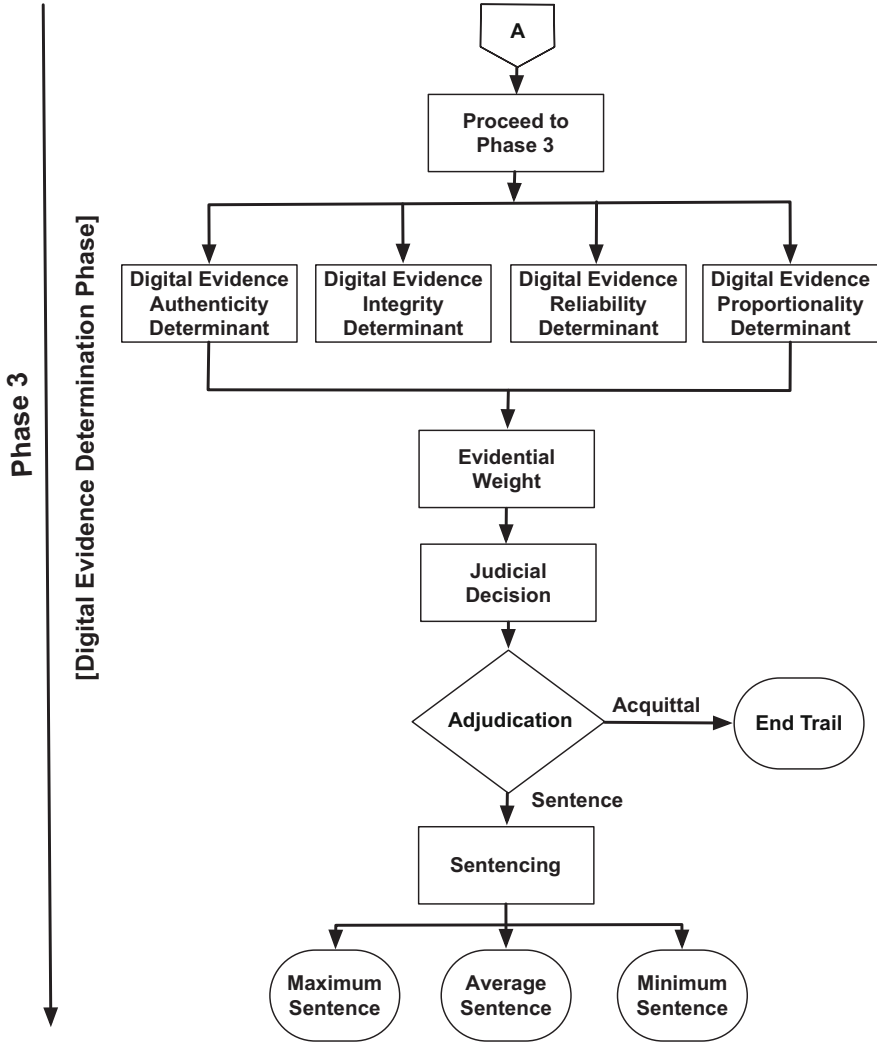 A
Proceed to
Phase 3
Digital Evidence
Authenticity
Determinant
Digital Evidence
Integrity
Determinant
Digital Evidence
Reliability
Determinant
Digital Evidence
Proportionality
Determinant
Phase 3
[Digital Evidence Determination Phase]
Evidential
Weight
Judicial
Decision
Adjudication
Acquittal
End Trail
Sentence
Sentencing
Maximum
Sentence
Average
Sentence
Minimum
Sentence